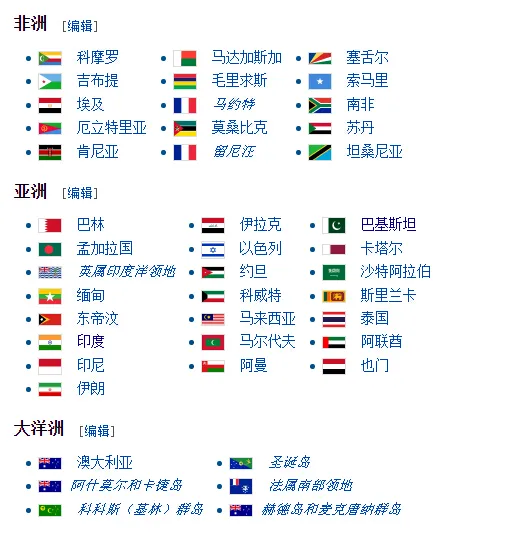 非洲 [编辑]
科摩罗 马达加斯加 塞舌尔
吉布提 毛里求斯 索马里
埃及 马约特 南非
厄立特里亚 莫桑比克 苏丹
肯尼亚 留尼汪 坦桑尼亚
亚洲 [编辑]
巴林 伊拉克 巴基斯坦
孟加拉国 以色列 卡塔尔
英属印度洋领地 约旦 沙特阿拉伯
缅甸 科威特 斯里兰卡
东帝汶 马来西亚 泰国
印度 马尔代夫 阿联酋
印尼 阿曼 也门
伊朗
大洋洲 [编辑]
澳大利亚 圣诞岛
阿什莫尔和卡捷岛 法属南部领地
科科斯（基林）群岛 赫德岛和麦克唐纳群岛